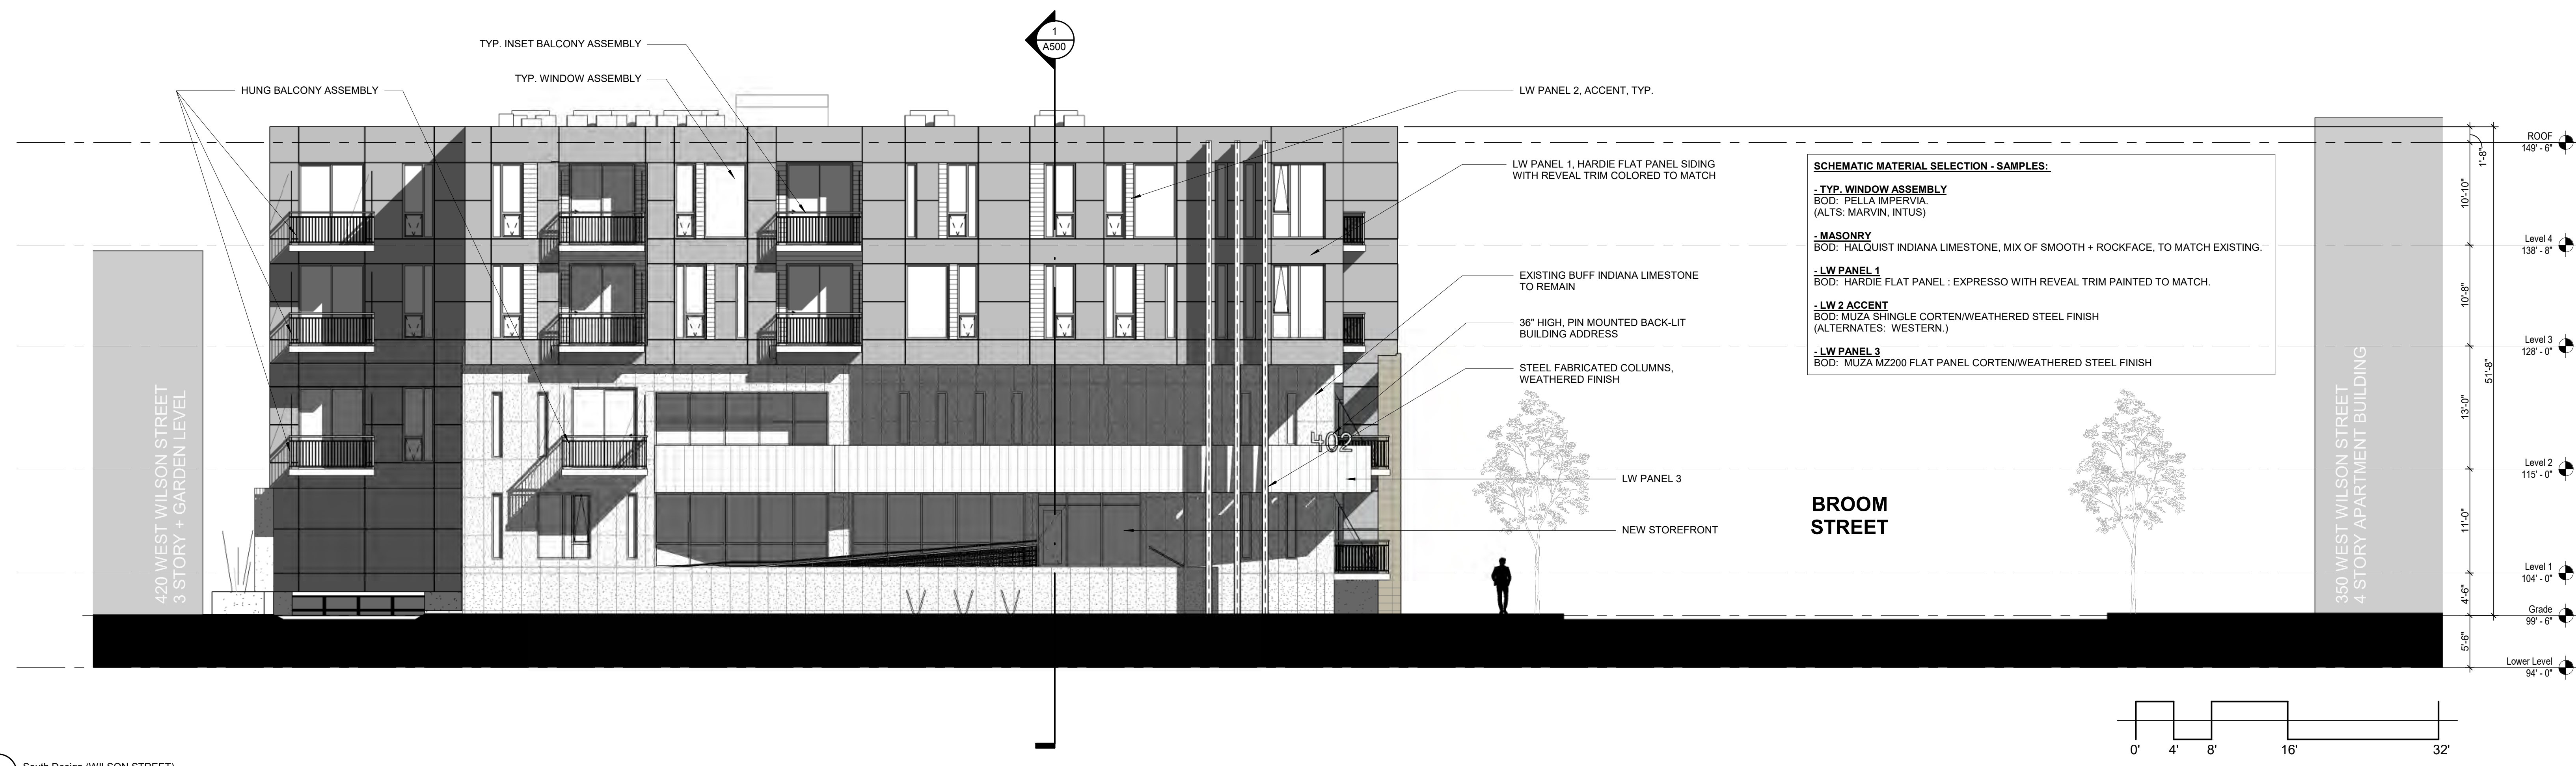 1
A500
TYP. INSET BALCONY ASSEMBLY
TYP. WINDOW ASSEMBLY
HUNG BALCONY ASSEMBLY
LW PANEL 2, ACCENT, TYP.
LW PANEL 1, HARDIE FLAT PANEL SIDING
WITH REVEAL TRIM COLORED TO MATCH
EXISTING BUFF INDIANA LIMESTONE
TO REMAIN
36" HIGH, PIN MOUNTED BACK-LIT
BUILDING ADDRESS
STEEL FABRICATED COLUMNS,
WEATHERED FINISH
402
LW PANEL 3
NEW STOREFRONT
420 WEST WILSON STREET
3 STORY + GARDEN LEVEL
SCHEMATIC MATERIAL SELECTION - SAMPLES:
- TYP. WINDOW ASSEMBLY
BOD: PELLA IMPERVIA.
(ALTS: MARVIN, INTUS)
- MASONRY
BOD: HALQUIST INDIANA LIMESTONE, MIX OF SMOOTH + ROCKFACE, TO MATCH EXISTING.
- LW PANEL 1
BOD: HARDIE FLAT PANEL : EXPRESSO WITH REVEAL TRIM PAINTED TO MATCH.
- LW 2 ACCENT
BOD: MUZA SHINGLE CORTEN/WEATHERED STEEL FINISH
(ALTERNATES: WESTERN.)
- LW PANEL 3
BOD: MUZA MZ200 FLAT PANEL CORTEN/WEATHERED STEEL FINISH
BROOM
STREET
350 WEST WILSON STREET
4 STORY APARTMENT BUILDING
1'-8"
10'-10"
10'-8"
13'-0"
11'-0"
4'-6"
5'-6"
51'-8"
ROOF
149' - 6"
Level 4
138' - 8"
Level 3
128' - 0"
Level 2
115' - 0"
Level 1
104' - 0"
Grade
99' - 6"
Lower Level
94' - 0"
0' 4' 8' 16' 32'
South Design (WILSON STREET)